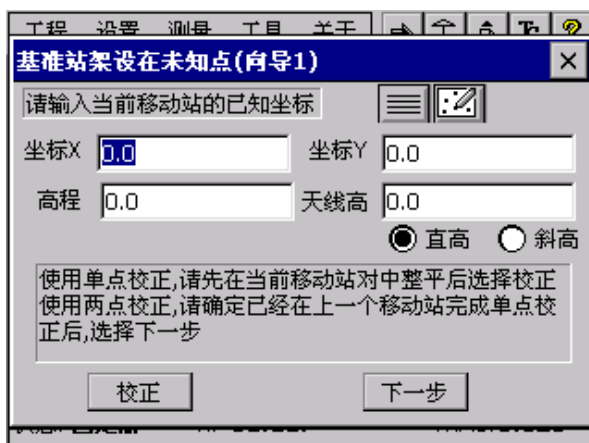 工程 设置 测量 工具 关于
基准站架设在未知点(向导1)
请输入当前移动站的已知坐标
坐标X 0.0 坐标Y 0.0
高程 0.0 天线高 0.0
直高 斜高
使用单点校正,请先在当前移动站对中整平后选择校正
使用两点校正,请确定已经在上一个移动站完成单点校
正后,选择下一步
校正 下一步